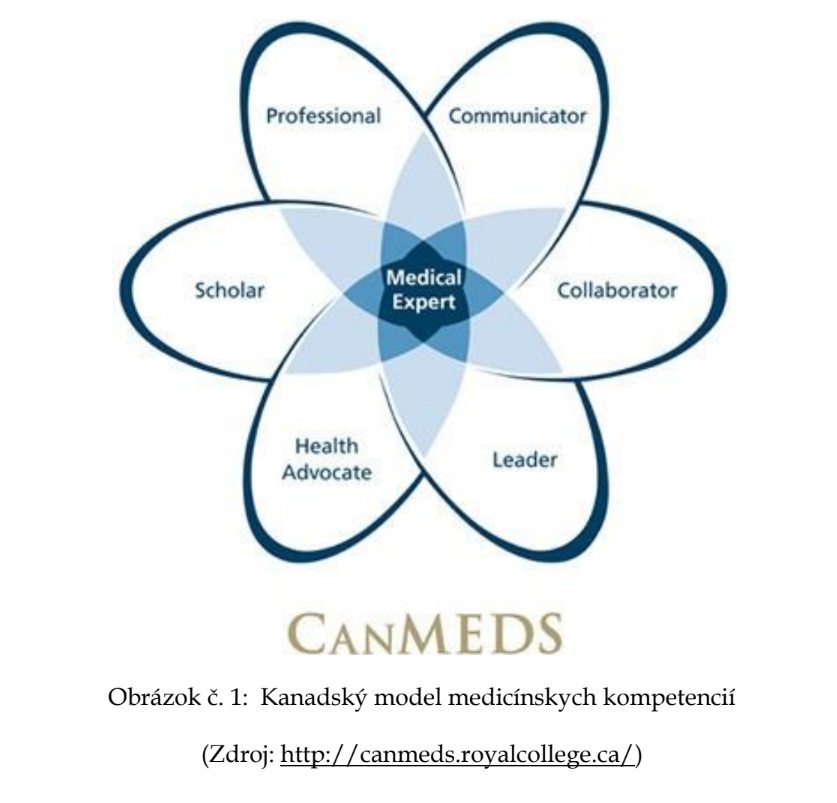 Professional
Communicator
Scholar
Medical
Expert
Collaborator
Health
Advocate
Leader
CANMEDS
Obrázok č. 1: Kanadský model medicínskych kompetencií
(Zdroj: http://canmeds.royalcollege.ca/)